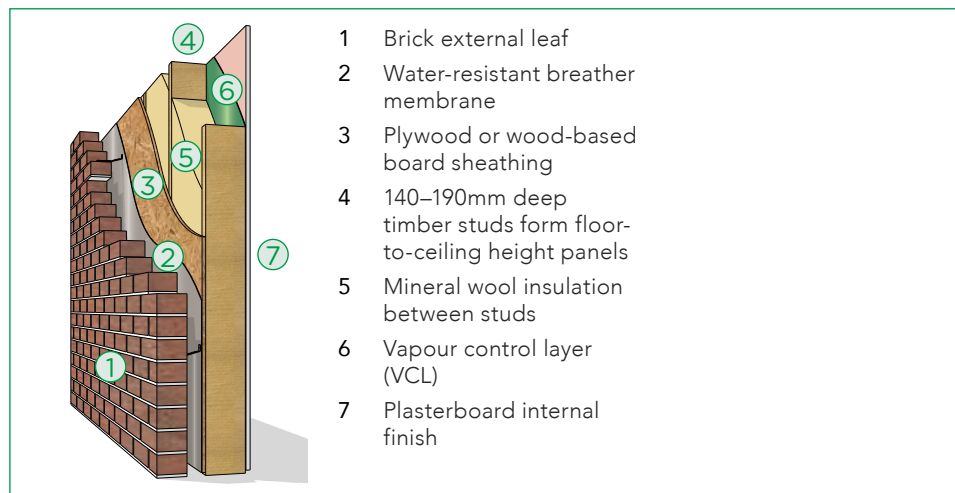 4
6
5
3
7
2
1
1 Brick external leaf
2 Water-resistant breather
membrane
3 Plywood or wood-based
board sheathing
4 140–190mm deep
timber studs form floor-
to-ceiling height panels
5 Mineral wool insulation
between studs
6 Vapour control layer
(VCL)
7 Plasterboard internal
finish